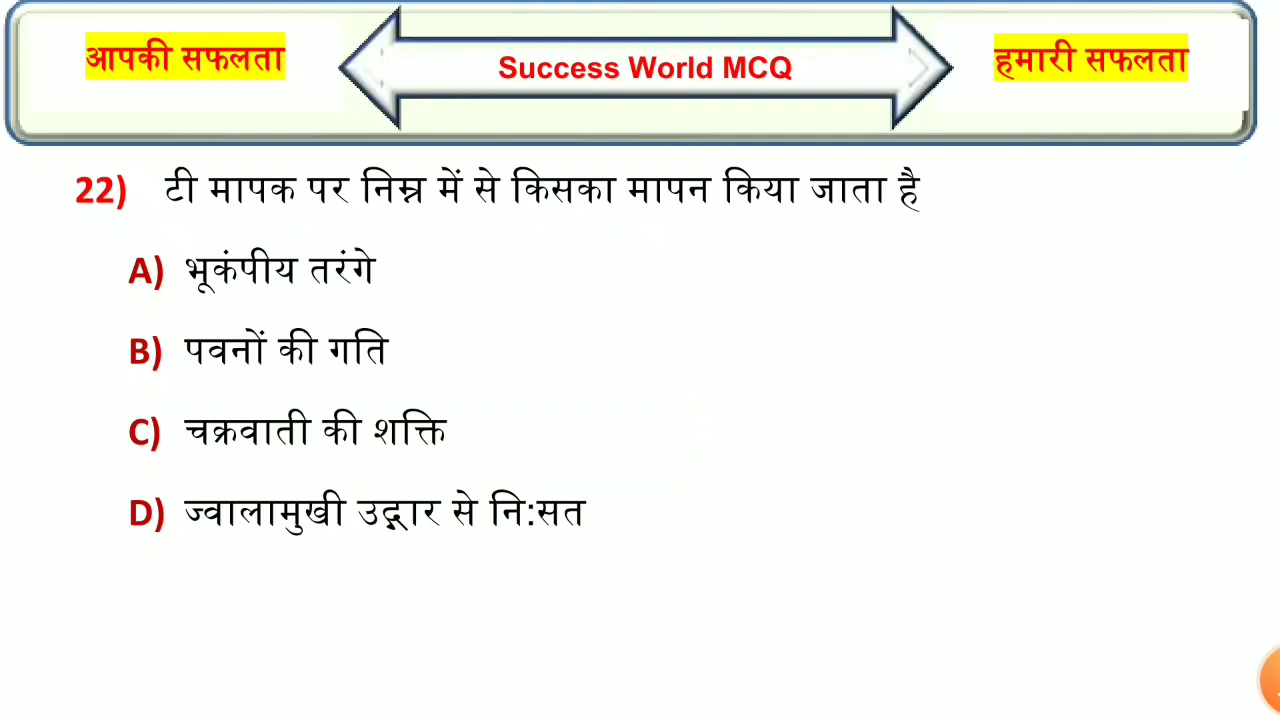 आपकी सफलता
Success World MCQ
हमारी सफलता
22) टी मापक पर निम्न में से किसका मापन किया जाता है
A) भूकंपीय तरंगे
B) पवनों की गति
C) चक्रवाती की शक्ति
D) ज्वालामुखी उद्गार से नि:सत